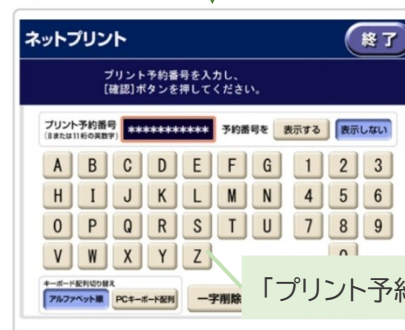 ネットプリント 終了
プリント予約番号を入力し、
[確認]ボタンを押してください。
プリント予約番号 *********** 予約番号を 表示する 表示しない
(8または11桁の英数字)
A B C D E F G 1 2 3
H I J K L M N 4 5 6
O P Q R S T U 7 8 9
V W X Y Z 0
キーボード配列切り替え
アルファベット順 PCキーボード配列 一字削除
「プリント予約